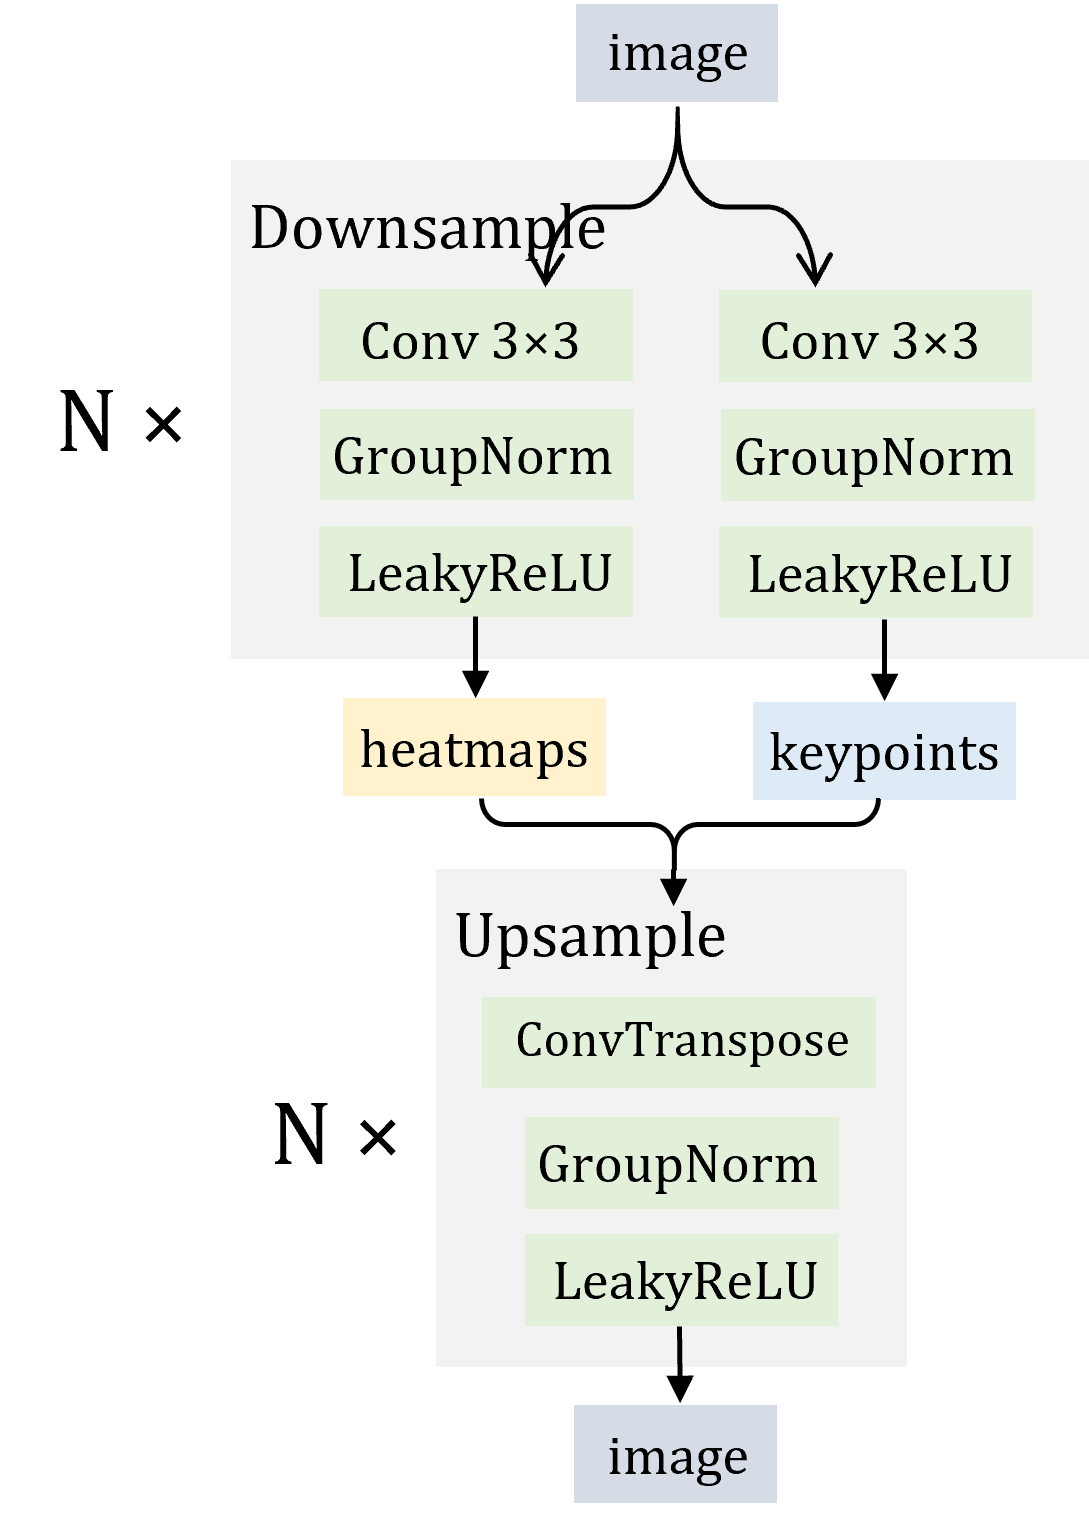 image
Downsample
Conv 3×3
Conv 3×3
N ×
GroupNorm
GroupNorm
LeakyReLU
LeakyReLU
heatmaps
keypoints
Upsample
ConvTranspose
N ×
GroupNorm
LeakyReLU
image